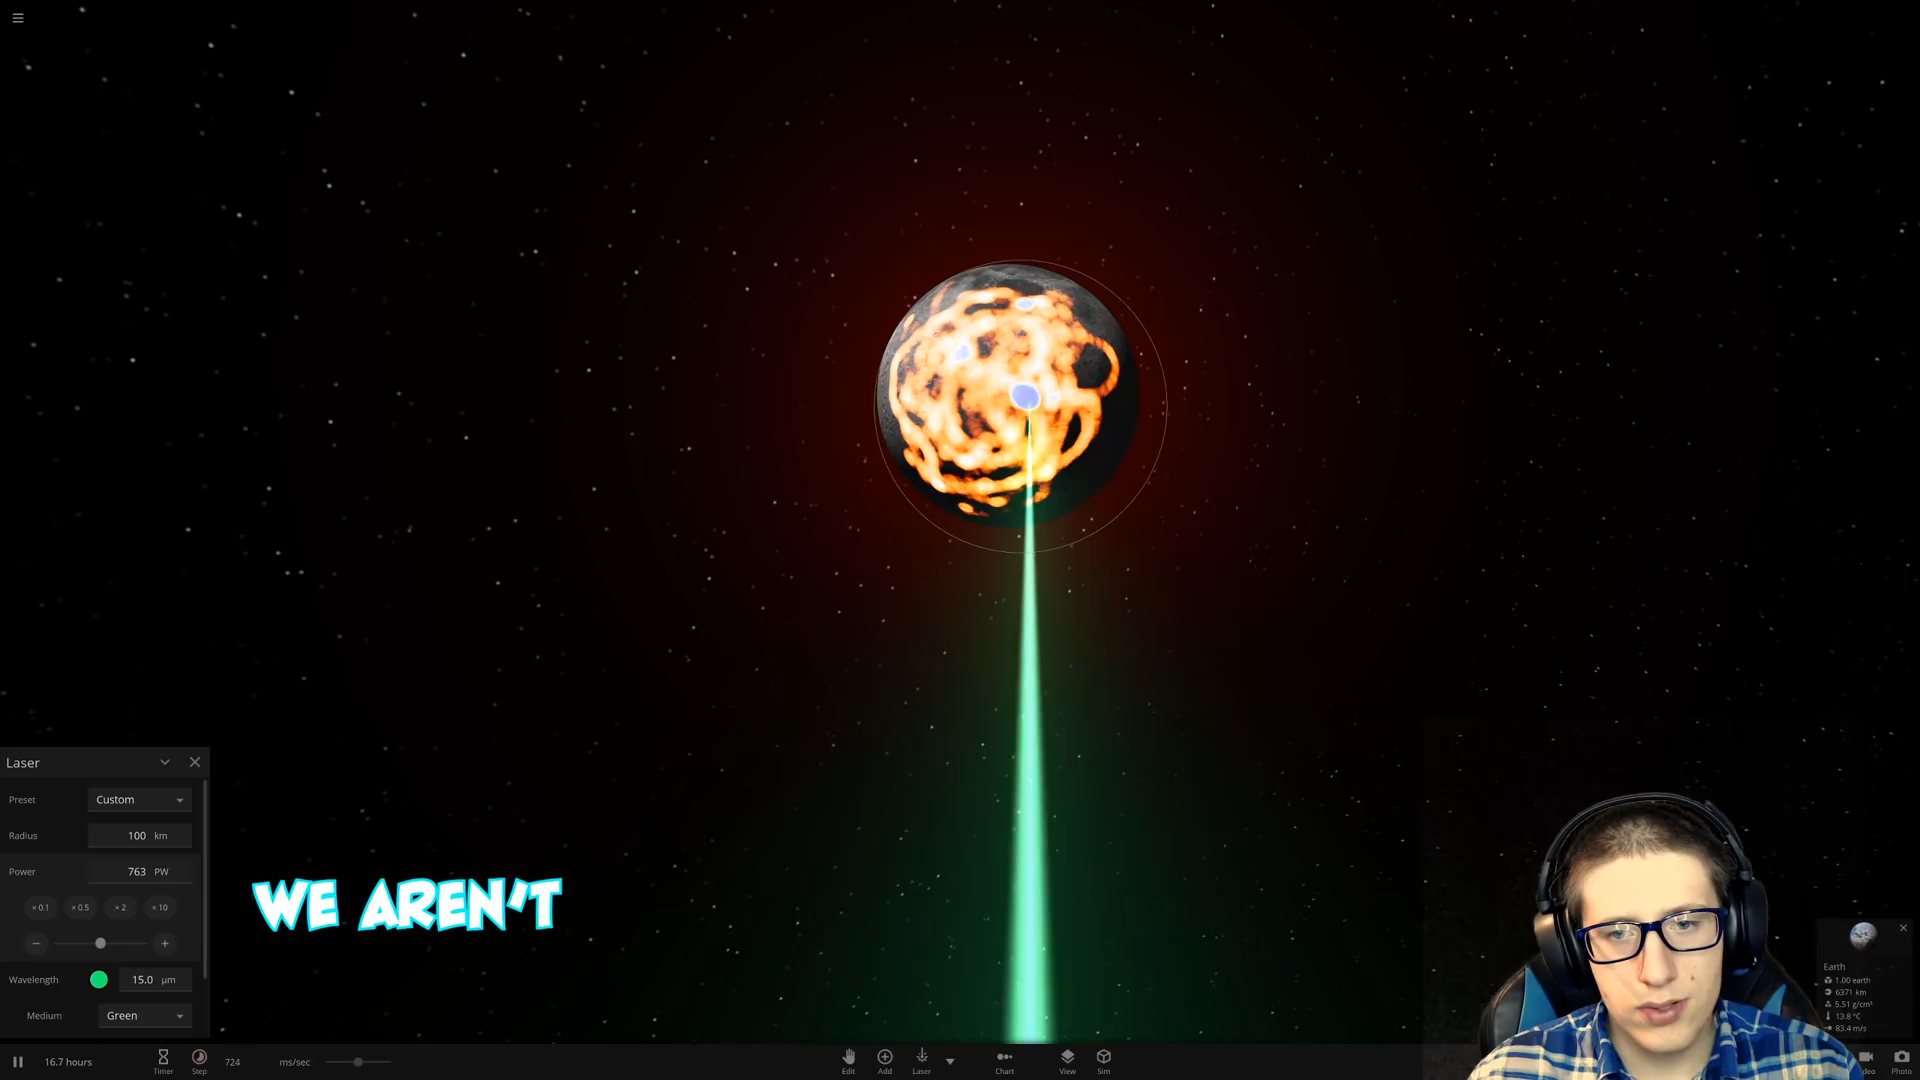 Laser
Preset Custom
Radius 100 km
Power 763 PW
× 0.1 × 0.5 × 2 × 10
Wavelength 15.0 µm
Medium Green
WE AREN'T
Earth
1.00 earth
6371 km
5.51 g/cm³
13.8 °C
83.4 m/s
16.7 hours Timer Step 724 ms/sec Edit Add Laser Chart View Sim Photo